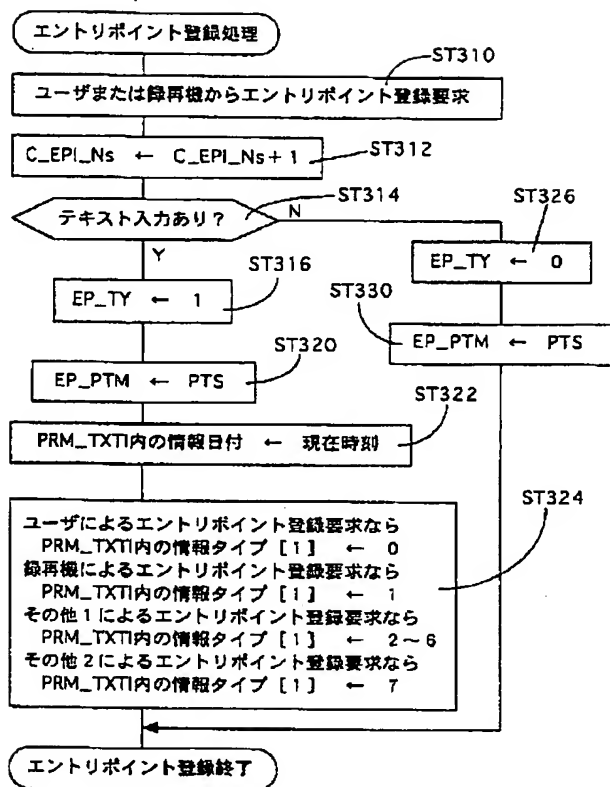 エントリポイント登録処理
ST310
ユーザまたは録再機からエントリポイント登録要求
C_EPI_Ns ← C_EPI_Ns+1
ST312
テキスト入力あり?
ST314
N
Y
ST326
EP_TY ← 0
ST316
EP_TY ← 1
ST330
EP_PTM ← PTS
ST320
EP_PTM ← PTS
ST322
PRM_TXTI内の情報日付 ← 現在時刻
ST324
ユーザによるエントリポイント登録要求なら
PRM_TXTI内の情報タイプ [1] ← 0
録再機によるエントリポイント登録要求なら
PRM_TXTI内の情報タイプ [1] ← 1
その他1によるエントリポイント登録要求なら
PRM_TXTI内の情報タイプ [1] ← 2~6
その他2によるエントリポイント登録要求なら
PRM_TXTI内の情報タイプ [1] ← 7
エントリポイント登録終了